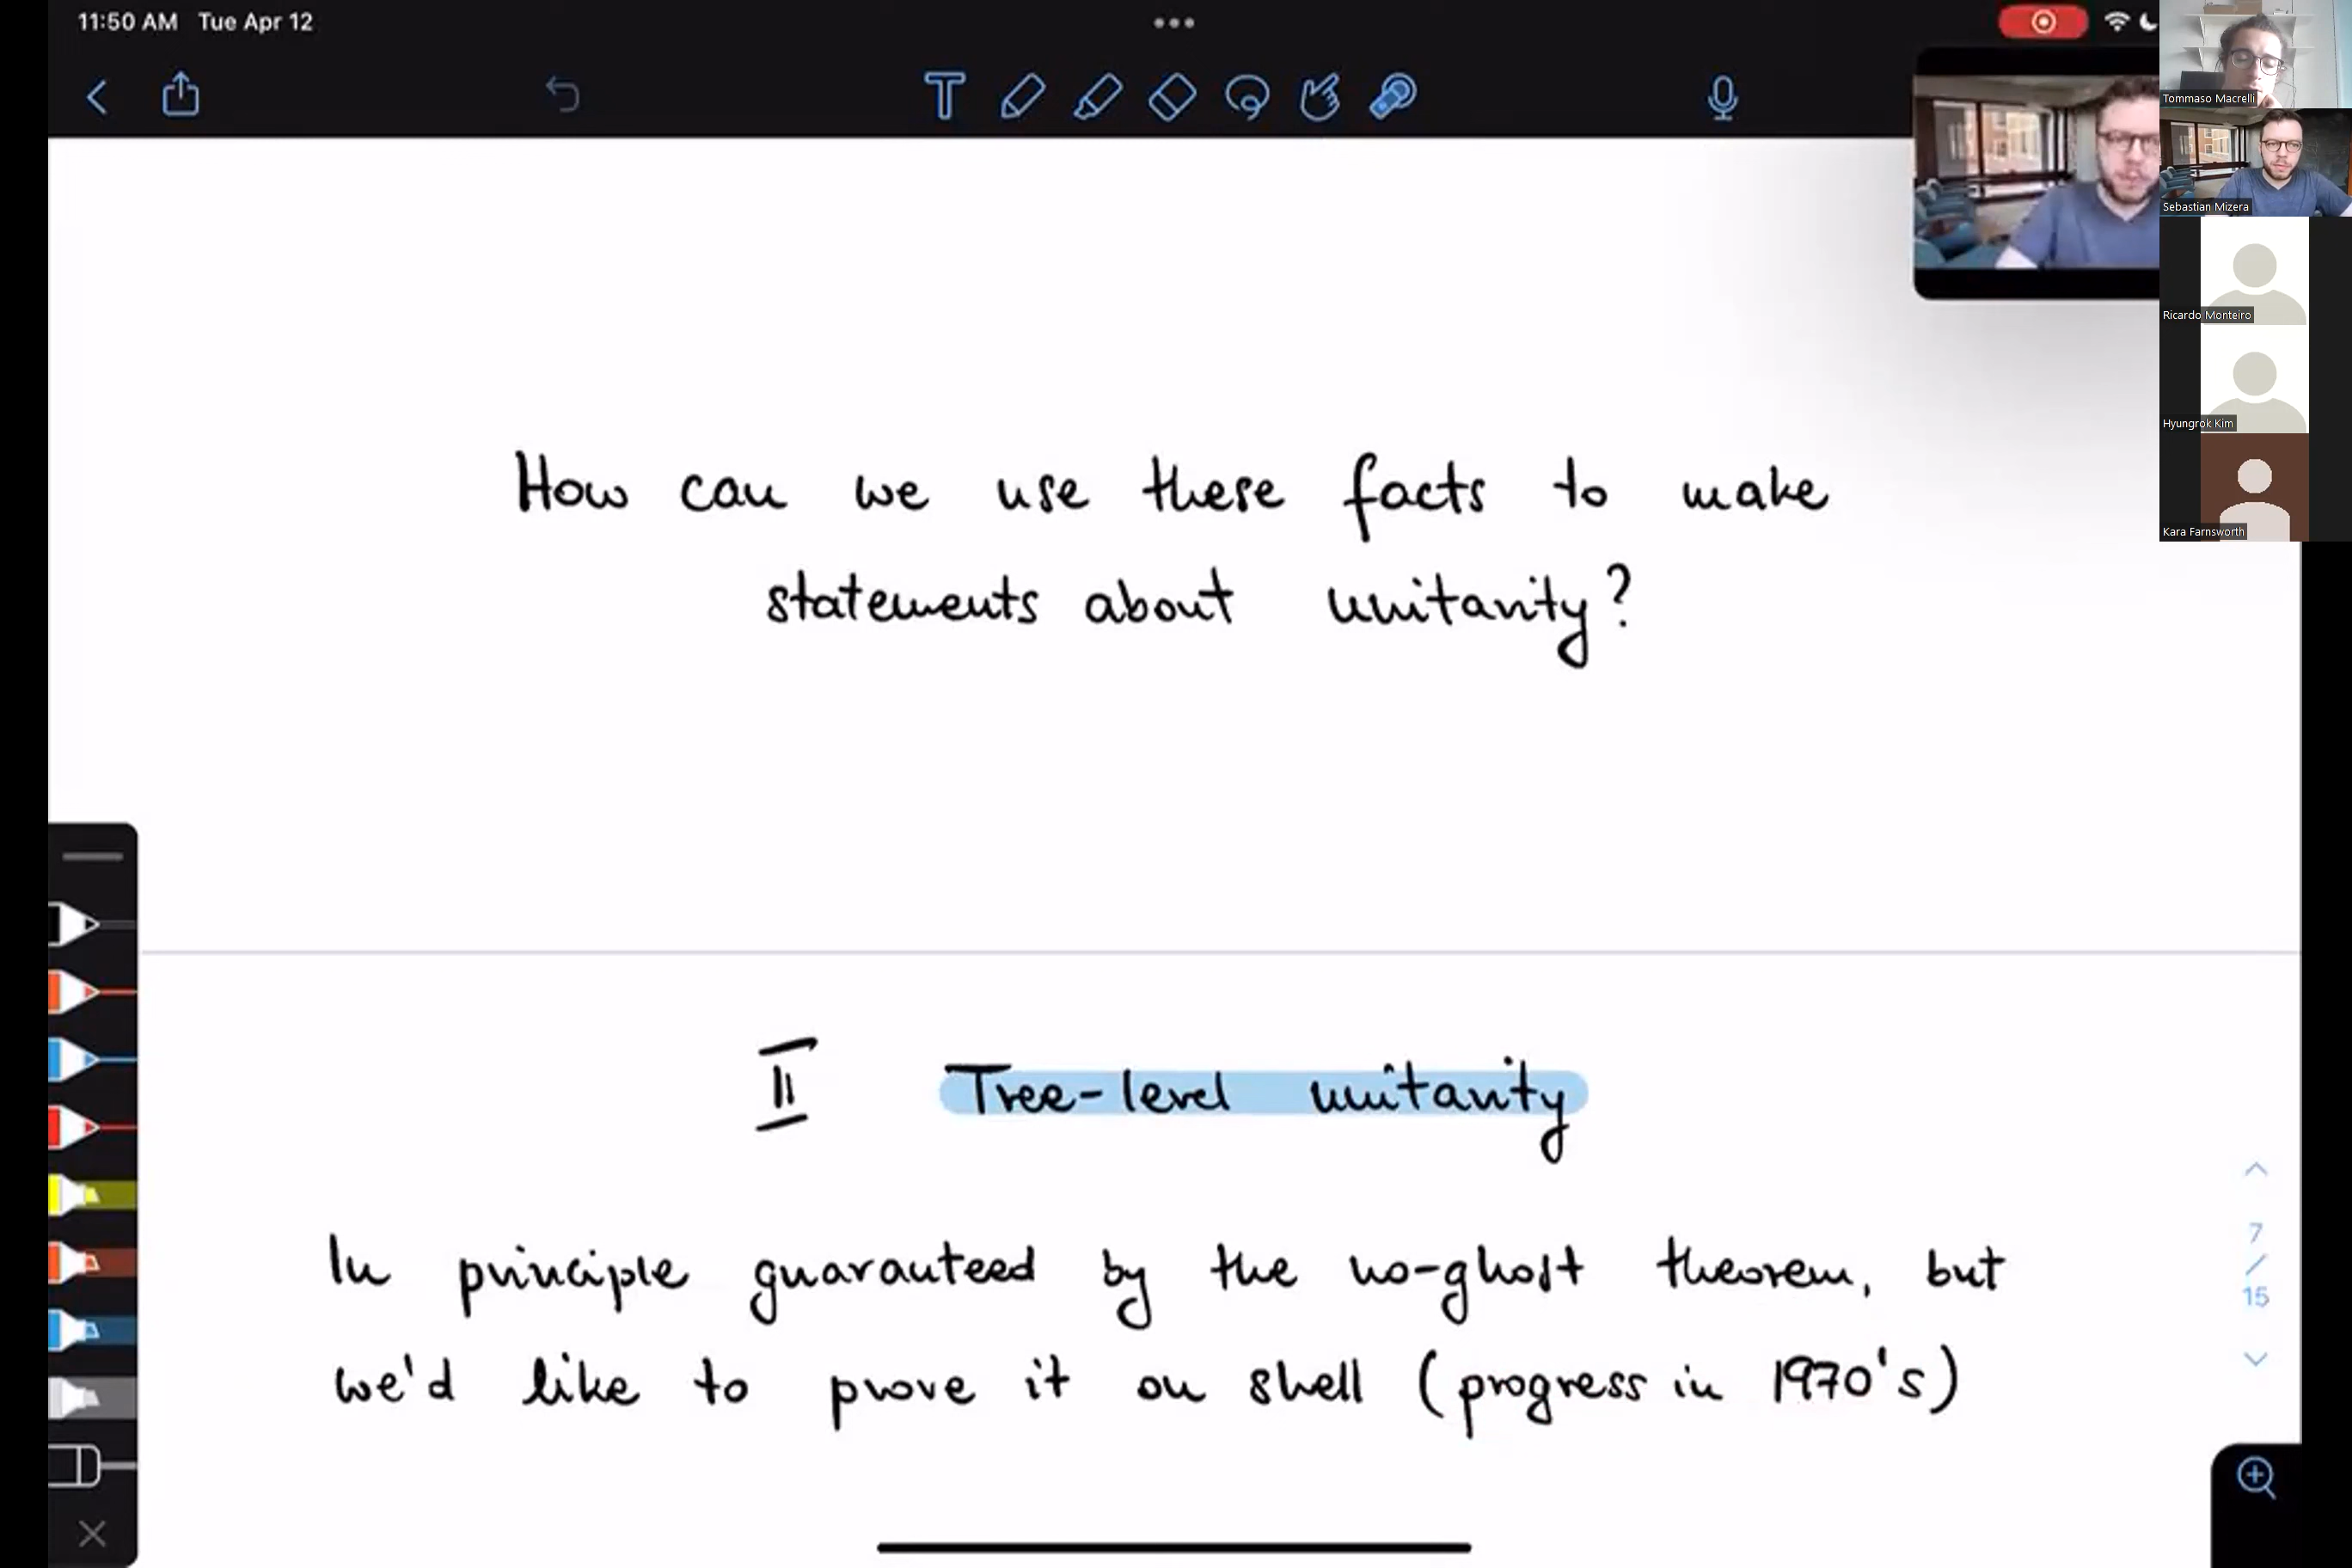 11:50 AM Tue Apr 12
Tommaso Macrelli
Sebastian Mizera
Ricardo Monteiro
Hyungrok Kim
Kara Farnsworth
How can we use these facts to make
statements about unitarity?
II Tree-level unitarity
In principle guaranteed by the no-ghost theorem, but
we'd like to prove it on shell (progress in 1970's)
7
/
15